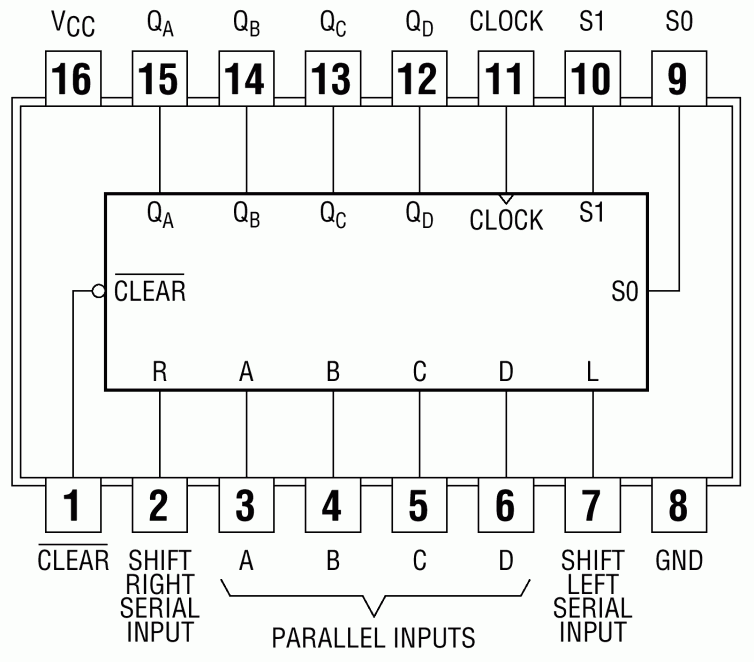 VCC QA QB QC QD CLOCK S1 S0
16 15 14 13 12 11 10 9
QA QB QC QD CLOCK S1
CLEAR S0
R A B C D L
1 2 3 4 5 6 7 8
CLEAR SHIFT RIGHT SERIAL INPUT A B C D SHIFT LEFT SERIAL INPUT GND
PARALLEL INPUTS